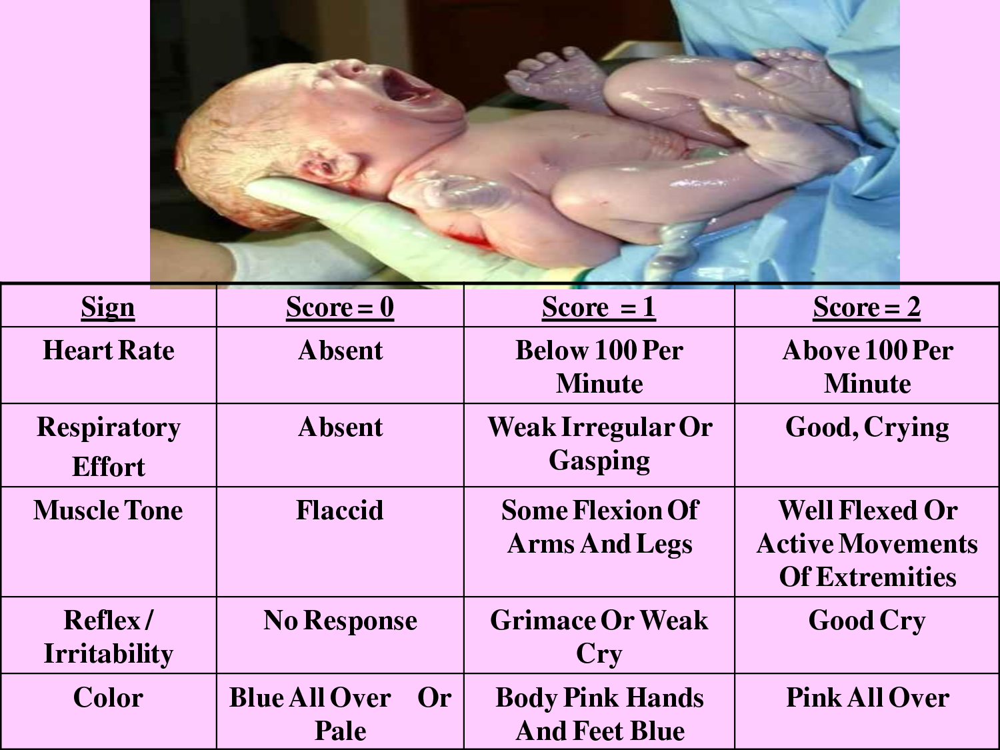 Sign Score = 0 Score = 1 Score = 2
Heart Rate Absent Below 100 Per Above 100 Per
Minute Minute
Respiratory Absent Weak Irregular Or Good, Crying
Effort Gasping
Muscle Tone Flaccid Some Flexion Of Well Flexed Or
Arms And Legs Active Movements
Of Extremities
Reflex / No Response Grimace Or Weak Good Cry
Irritability Cry
Color Blue All Over Or Body Pink Hands Pink All Over
Pale And Feet Blue